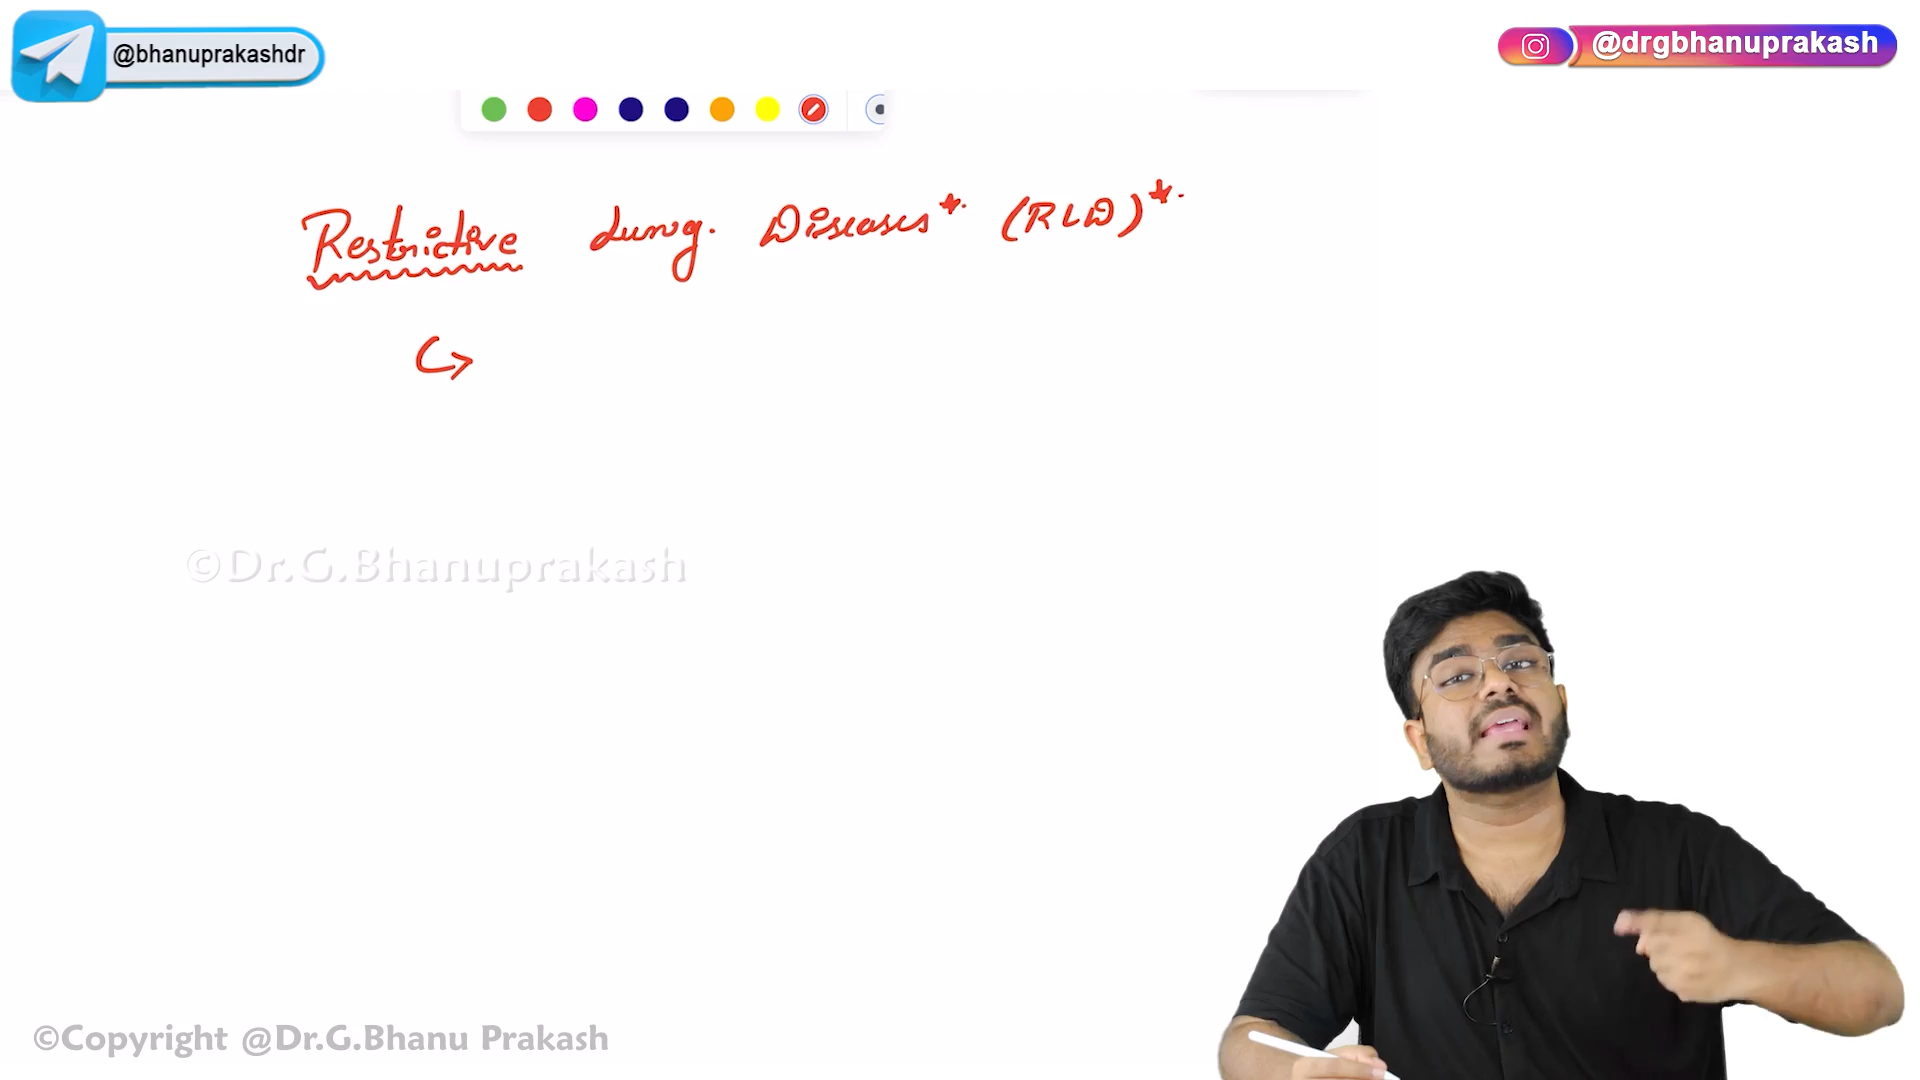 @bhanuprakashdr
@drgbhanuprakash
Restrictive Lung. Diseases*. (RLD)*.
©Dr.G.Bhanuprakash
©Copyright @Dr.G.Bhanu Prakash